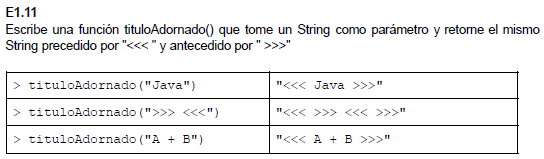 E1.11
Escribe una función tituloAdornado() que tome un String como parámetro y retorne el mismo
String precedido por "<<< " y antecedido por " >>>"
> tituloAdornado("Java") "<<< Java >>>"
> tituloAdornado(">>> <<<") "<<< >>> <<< >>>"
> tituloAdornado("A + B") "<<< A + B >>>"